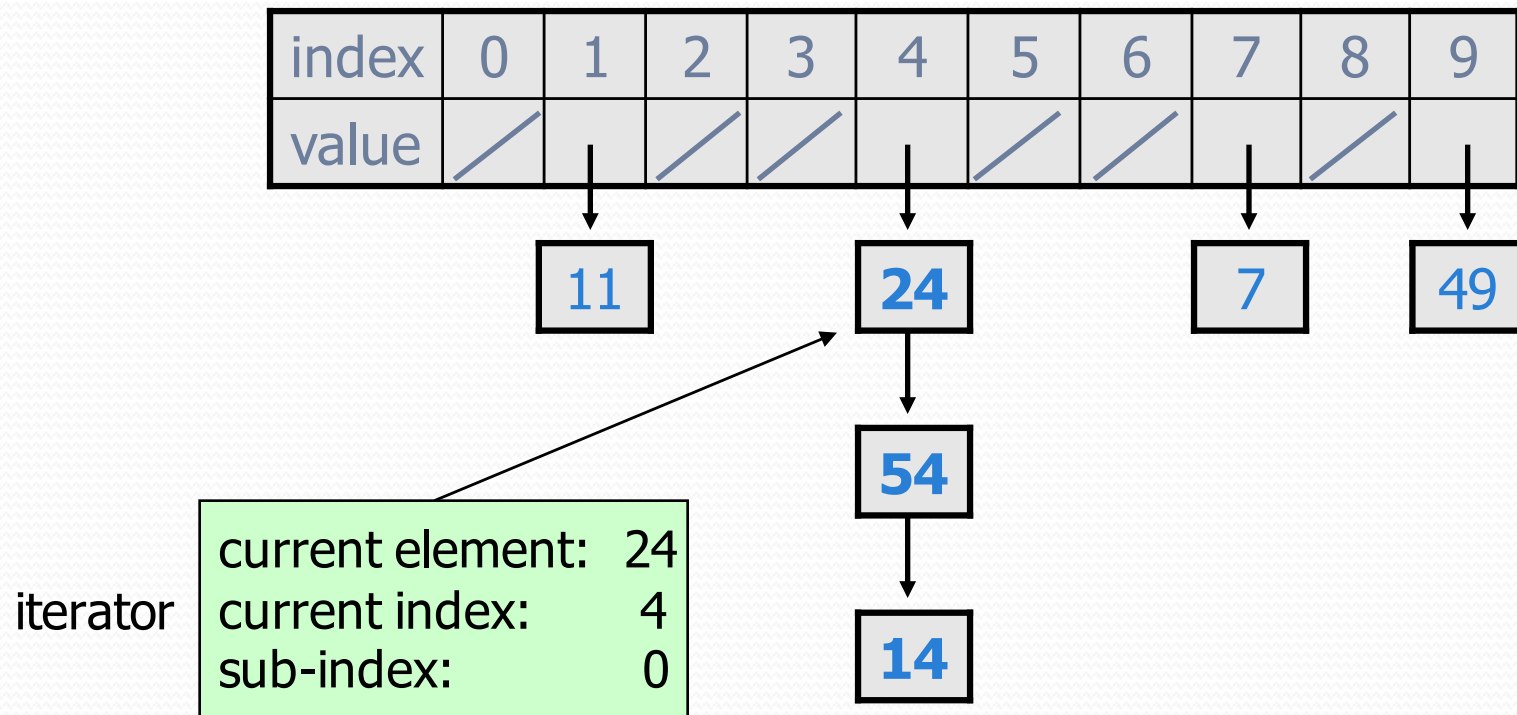 index 0 1 2 3 4 5 6 7 8 9
value
11 24 7 49
54
current element: 24
iterator current index: 4
sub-index: 0
14